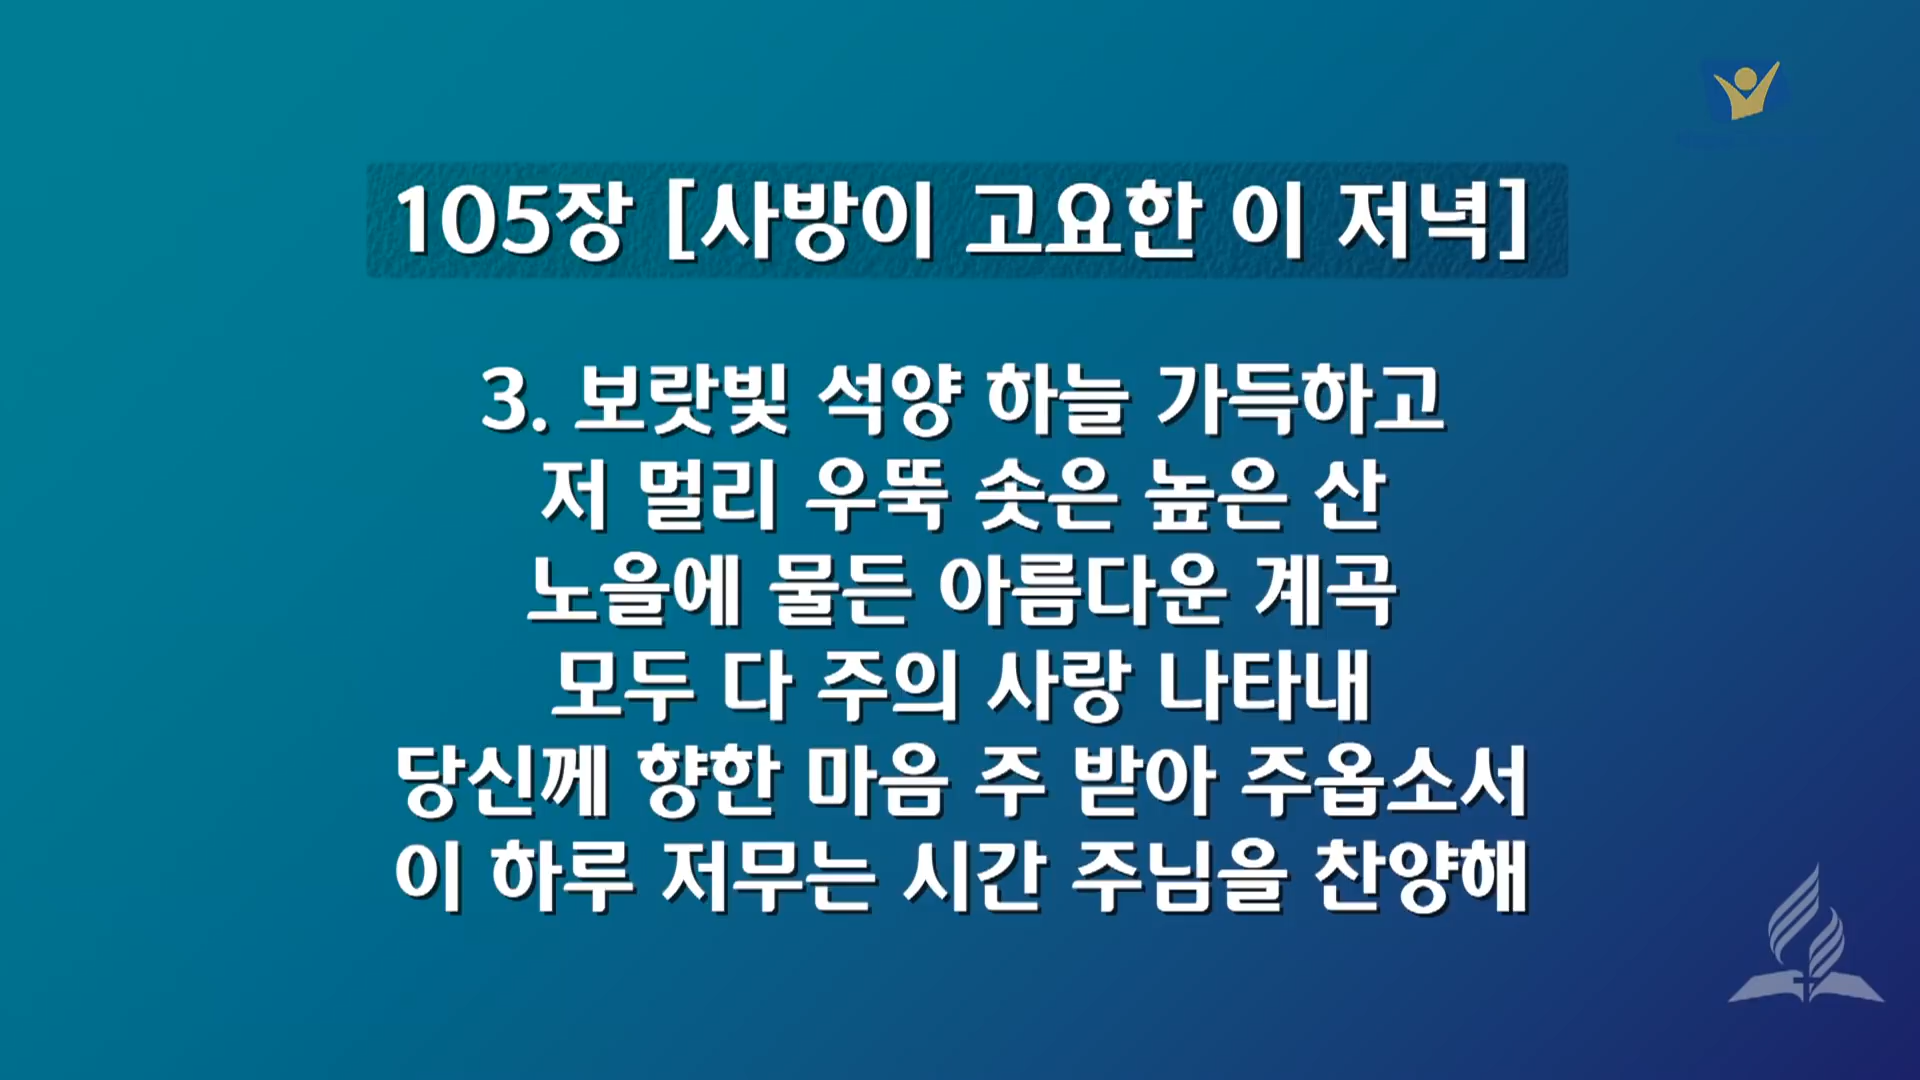 105장 [사방이 고요한 이 저녁]
3. 보랏빛 석양 하늘 가득하고
저 멀리 우뚝 솟은 높은 산
노을에 물든 아름다운 계곡
모두 다 주의 사랑 나타내
당신께 향한 마음 주 받아 주옵소서
이 하루 저무는 시간 주님을 찬양해